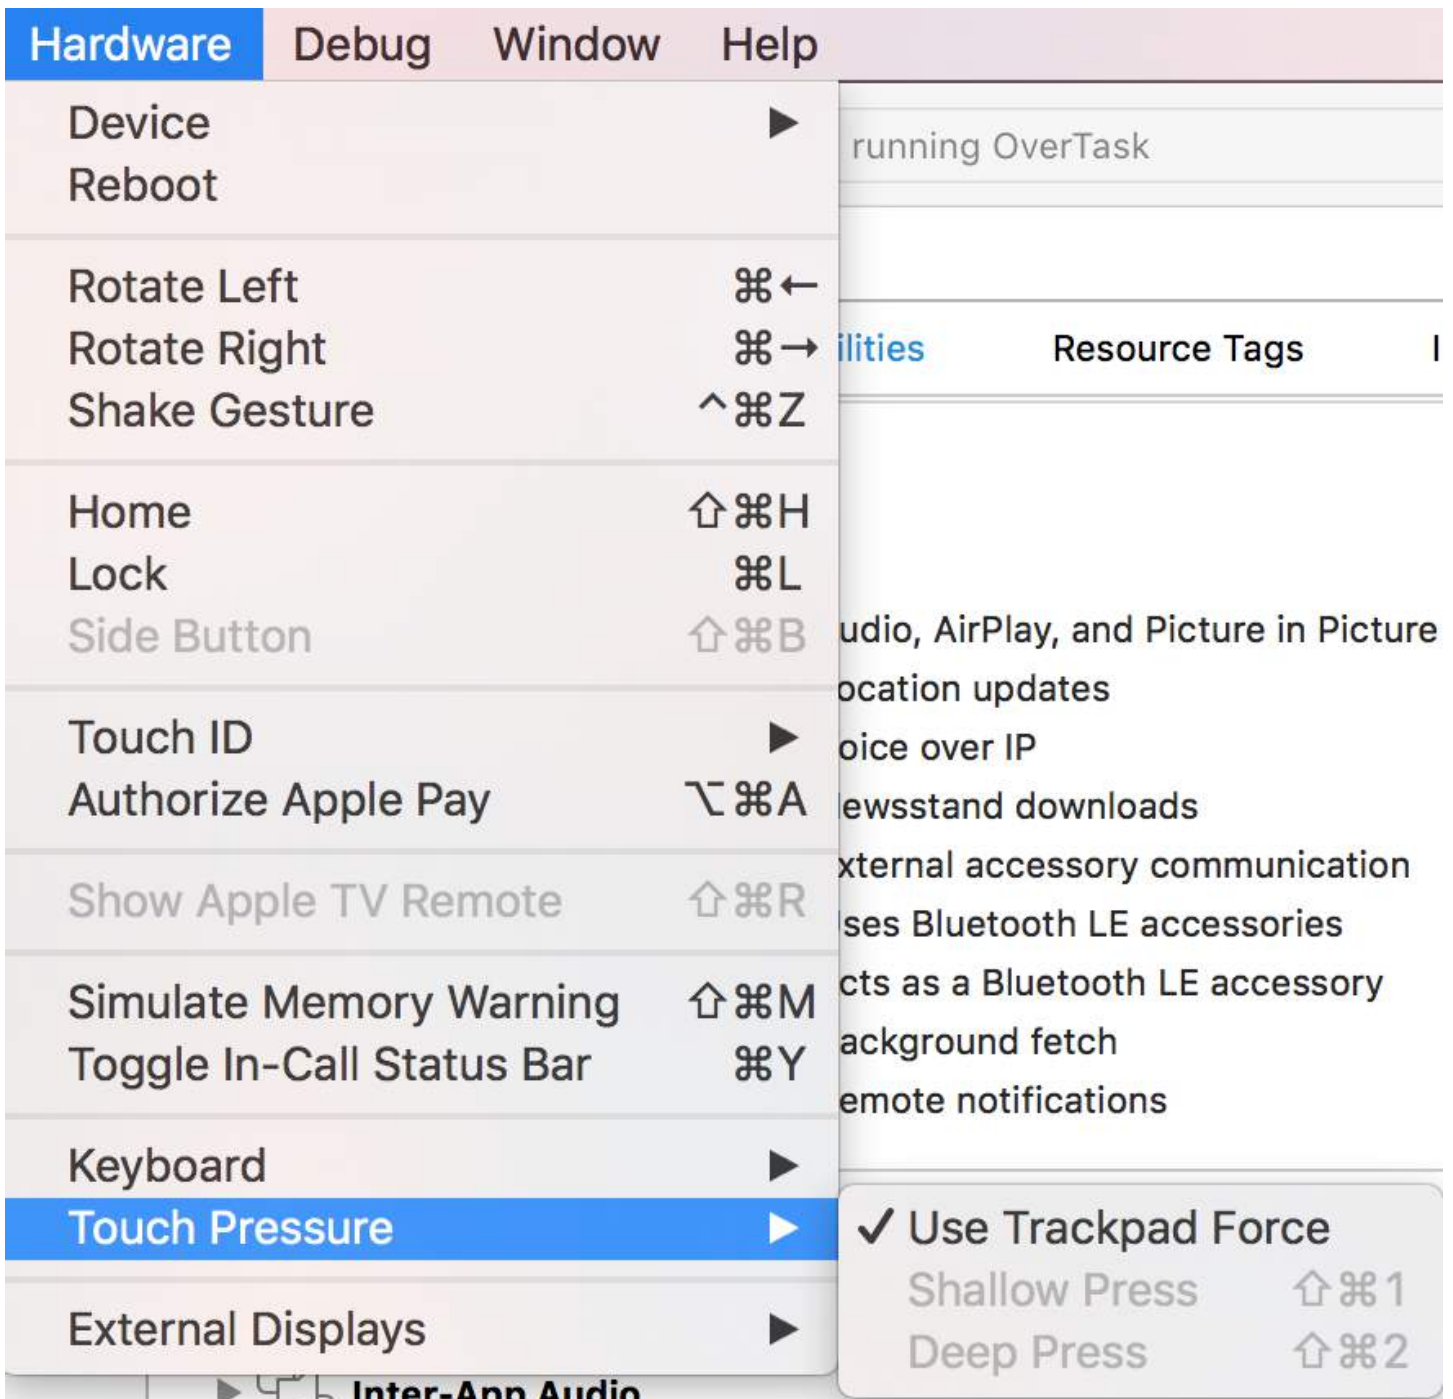 Hardware Debug Window Help
Device ▶
Reboot
Rotate Left ⌘←
Rotate Right ⌘→
Shake Gesture ^⌘Z
Home ⇧⌘H
Lock ⌘L
Side Button ⇧⌘B
Touch ID ▶
Authorize Apple Pay ⌥⌘A
Show Apple TV Remote ⇧⌘R
Simulate Memory Warning ⇧⌘M
Toggle In-Call Status Bar ⌘Y
Keyboard ▶
Touch Pressure ▶
External Displays ▶
✓ Use Trackpad Force
Shallow Press ⇧⌘1
Deep Press ⇧⌘2
running OverTask
ilities Resource Tags
udio, AirPlay, and Picture in Picture
ocation updates
oice over IP
ewsstand downloads
xternal accessory communication
ses Bluetooth LE accessories
cts as a Bluetooth LE accessory
ackground fetch
emote notifications
Inter-App Audio